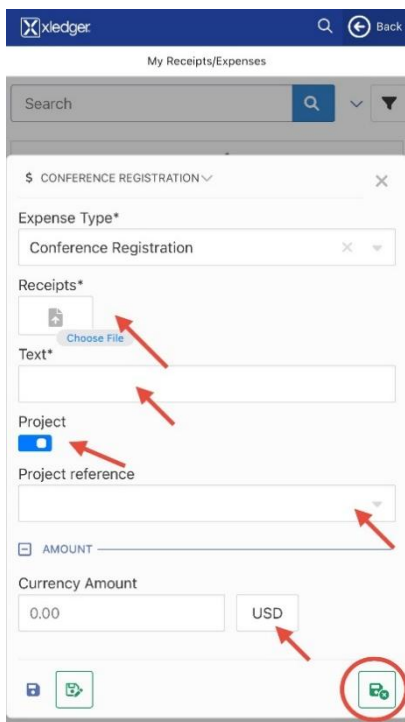 xledger
Back
My Receipts/Expenses
Search
$ CONFERENCE REGISTRATION
Expense Type*
Conference Registration
Receipts*
Choose File
Text*
Project
Project reference
AMOUNT
Currency Amount
0.00 USD